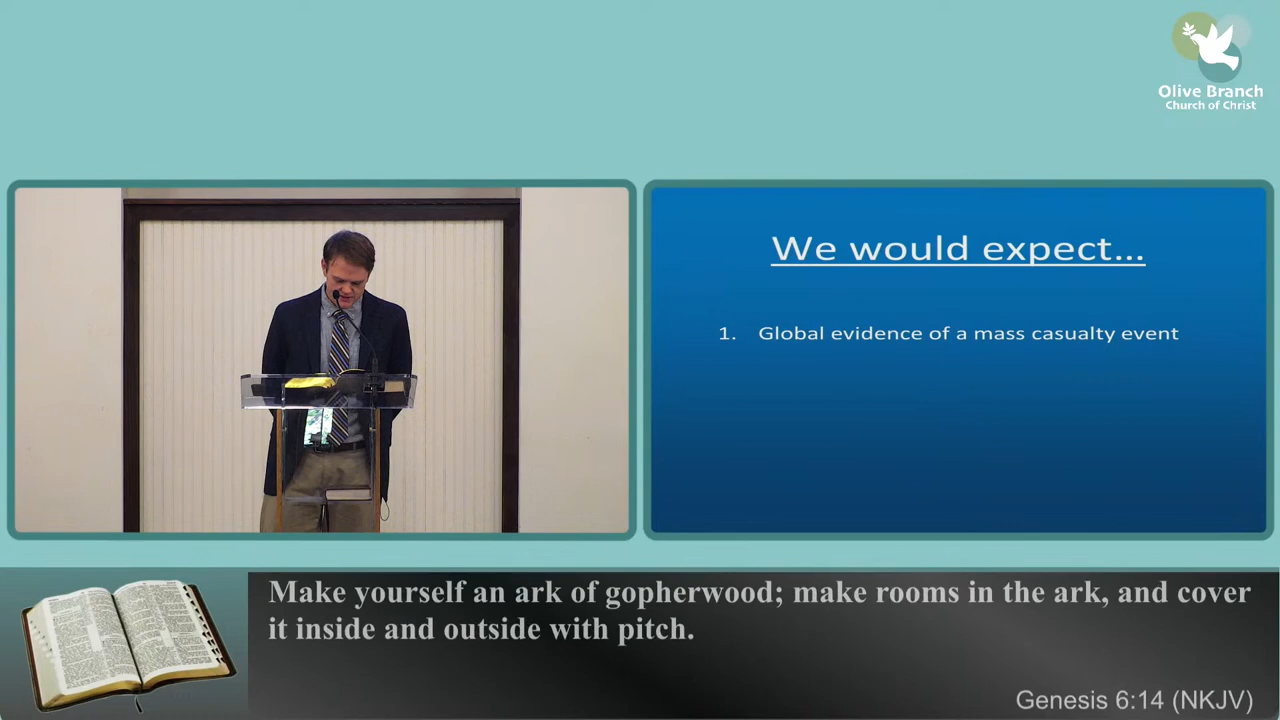 Olive Branch
Church of Christ
We would expect...
1. Global evidence of a mass casualty event
Make yourself an ark of gopherwood; make rooms in the ark, and cover
it inside and outside with pitch.
Genesis 6:14 (NKJV)